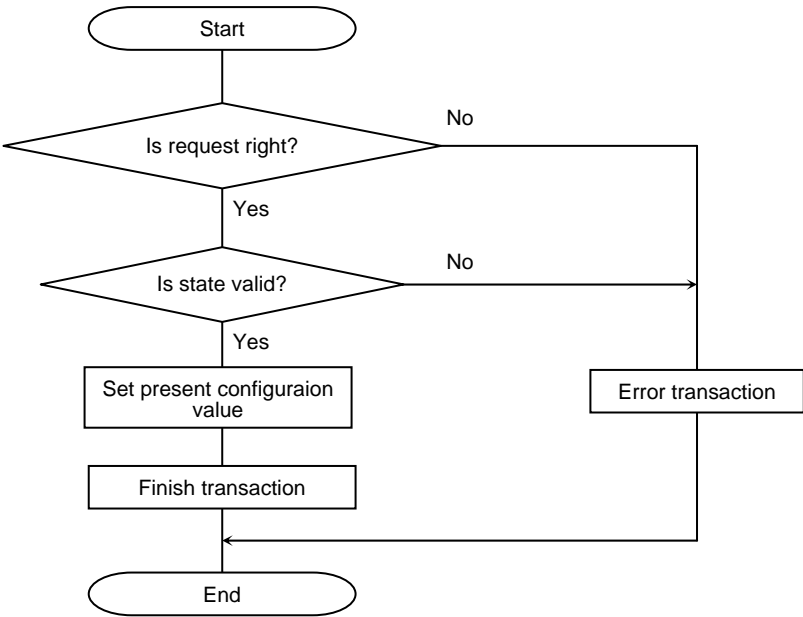 Start
No
Is request right?
Yes
No
Is state valid?
Yes
Set present configuraion
value
Error transaction
Finish transaction
End